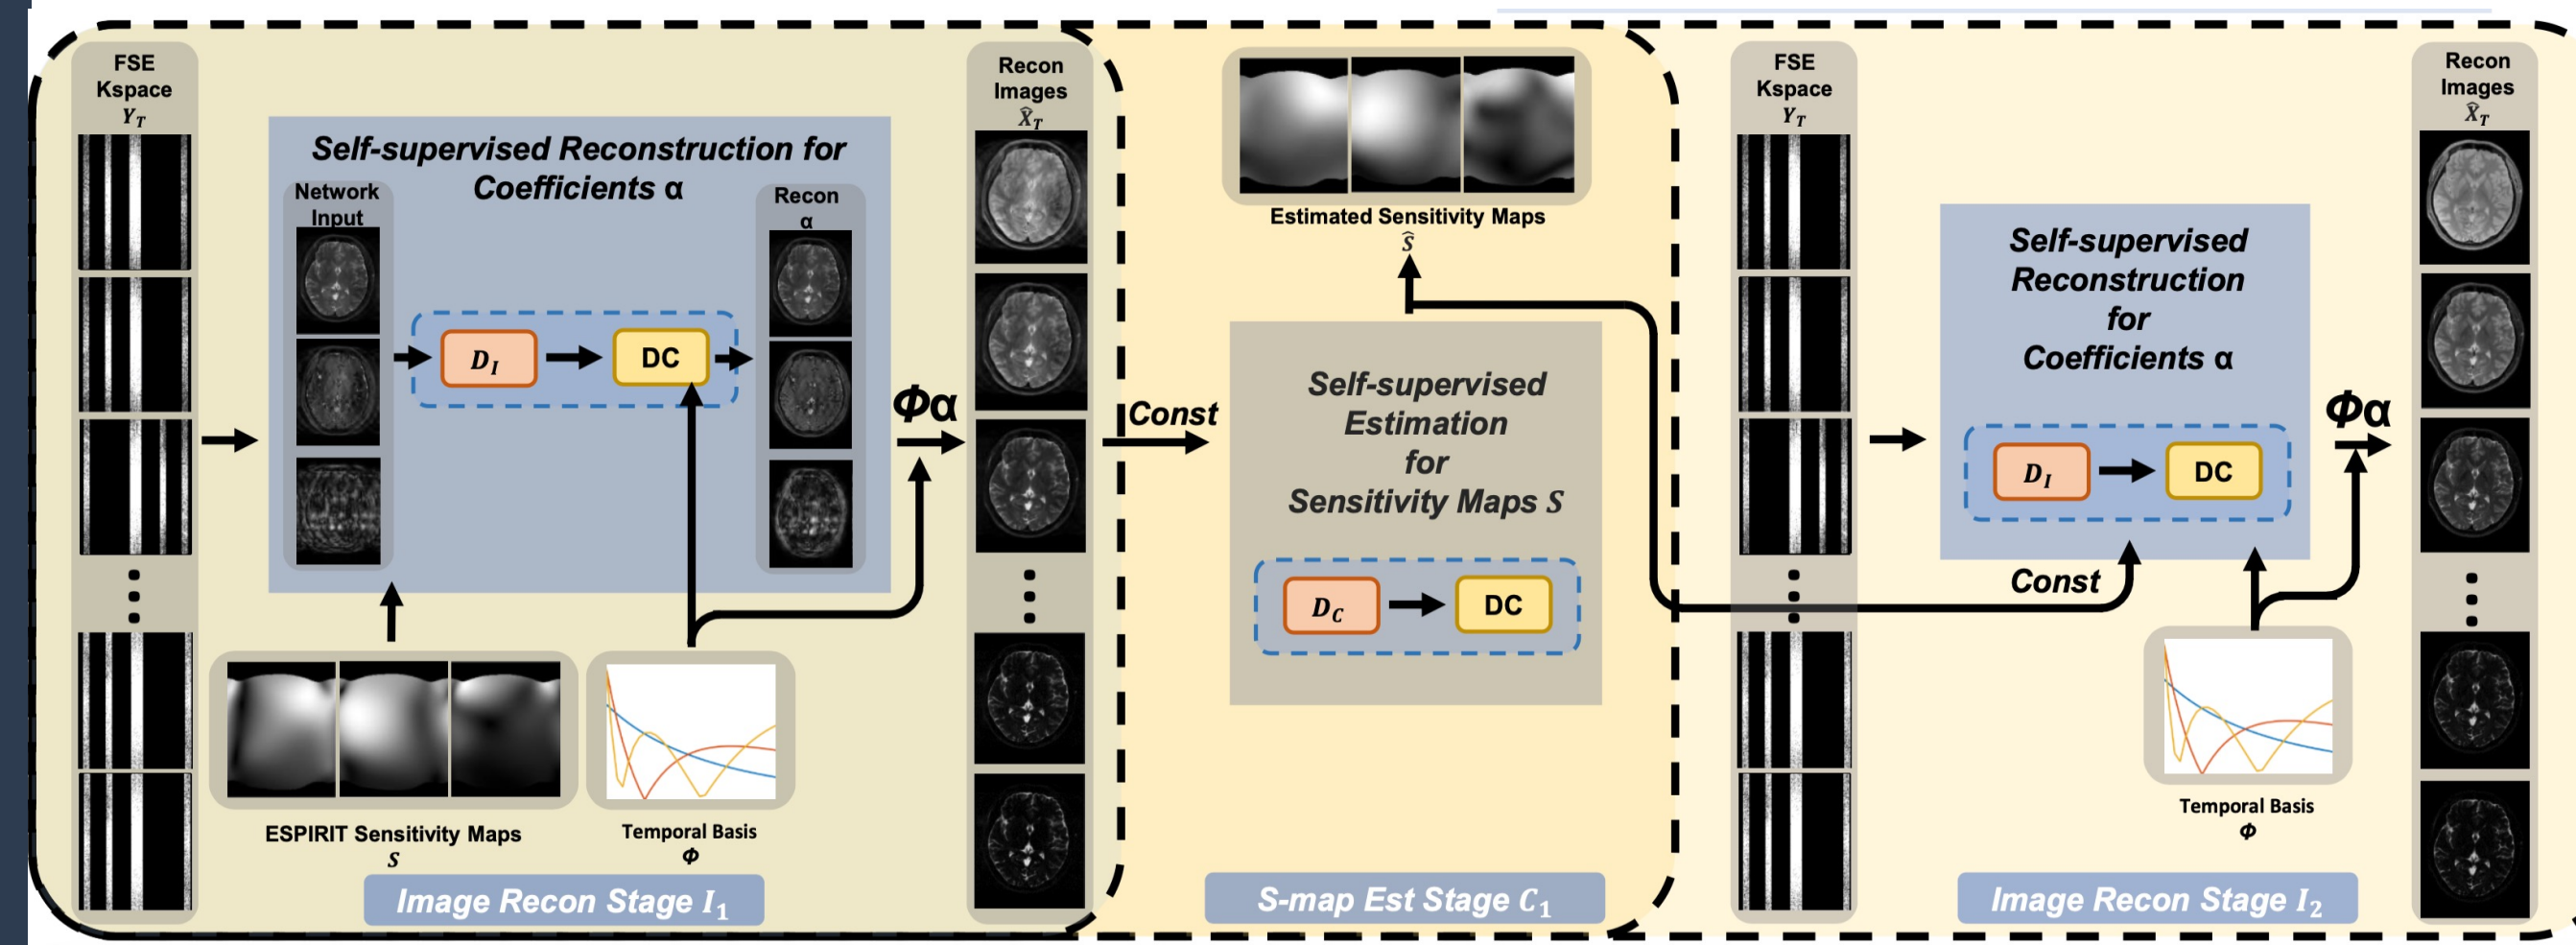 FSE
Kspace
Y_T
Self-supervised Reconstruction for
Coefficients α
Network
Input
D_I
DC
Recon
α
ESPIRIT Sensitivity Maps
S
Temporal Basis
Φ
Φα
Recon
Images
X̂_T
Image Recon Stage I_1
Const
Estimated Sensitivity Maps
Ŝ
Self-supervised
Estimation
for
Sensitivity Maps S
D_C
DC
S-map Est Stage C_1
FSE
Kspace
Y_T
Self-supervised
Reconstruction
for
Coefficients α
D_I
DC
Const
Temporal Basis
Φ
Φα
Recon
Images
X̂_T
Image Recon Stage I_2